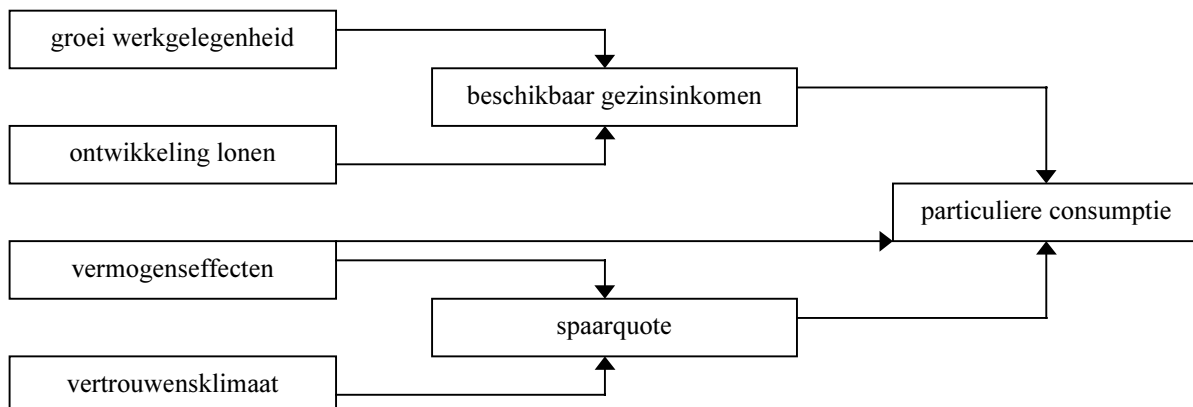 groei werkgelegenheid
beschikbaar gezinsinkomen
ontwikkeling lonen
particuliere consumptie
vermogenseffecten
spaarquote
vertrouwensklimaat